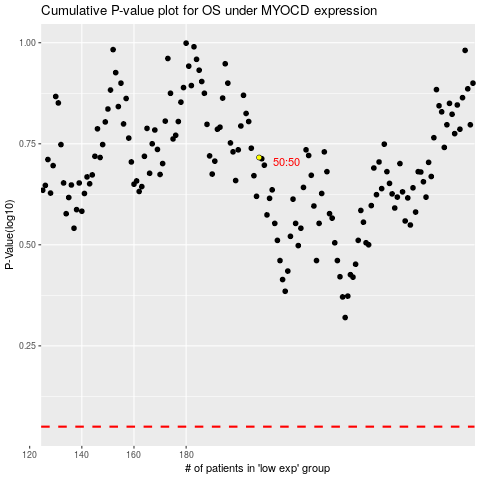 Cumulative P-value plot for OS under MYOCD expression
P-Value(log10)
1.00
0.75
0.50
0.25
50:50
120 140 160 180
# of patients in 'low exp' group